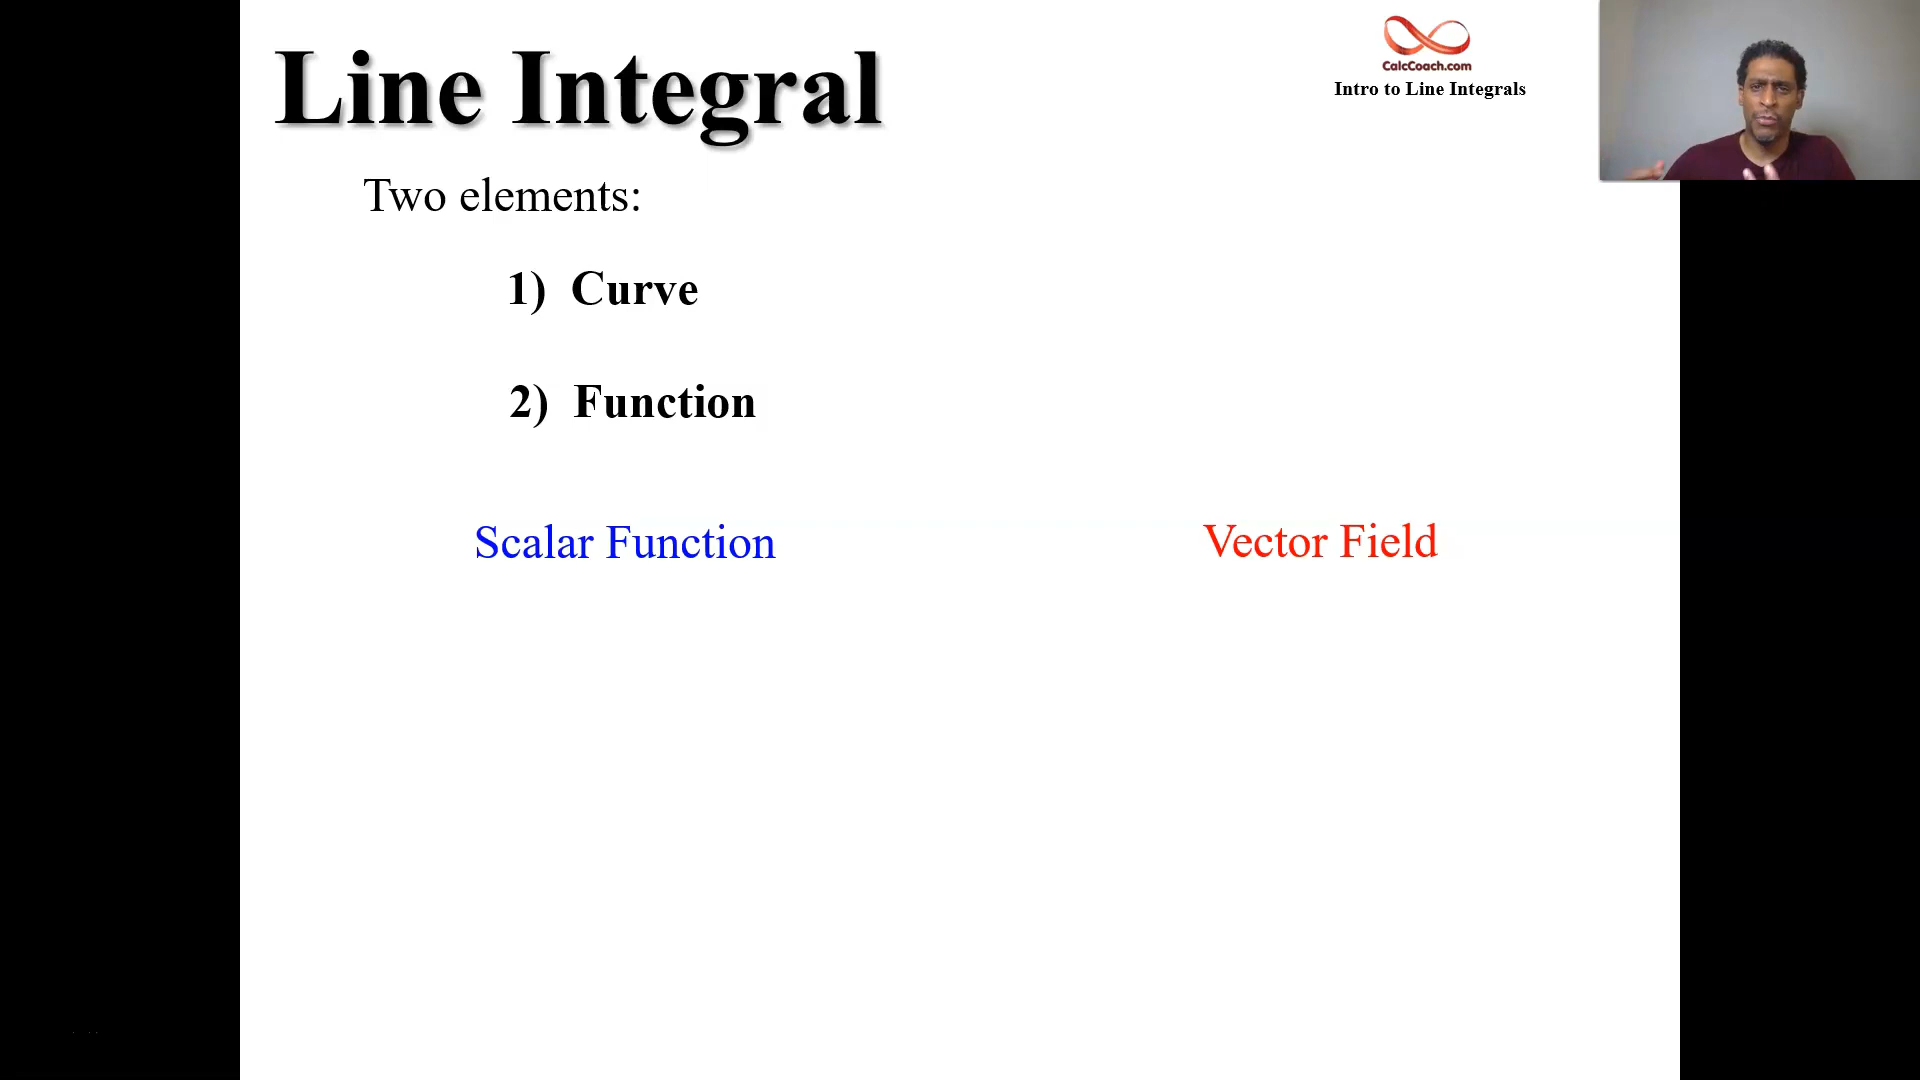 Line Integral
CalcCoach.com
Intro to Line Integrals
Two elements:
1) Curve
2) Function
Scalar Function
Vector Field